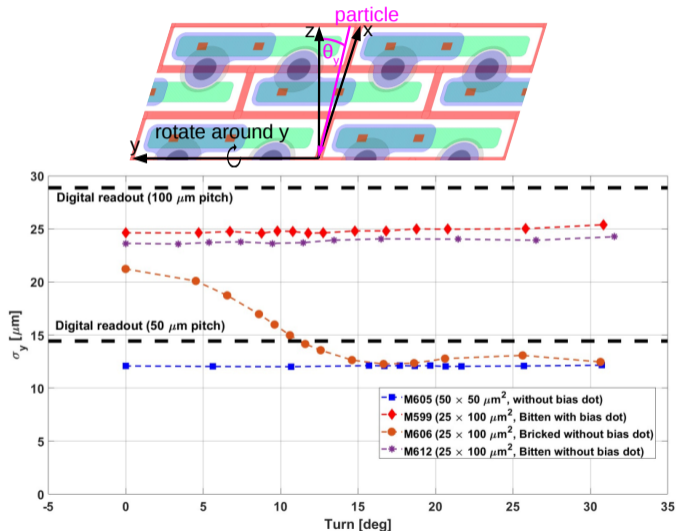 particle
z
x
θy
rotate around y
y
30
25
20
15
10
5
0
Digital readout (100 μm pitch)
Digital readout (50 μm pitch)
σy [μm]
M605 (50 × 50 μm², without bias dot)
M599 (25 × 100 μm², Bitten with bias dot)
M606 (25 × 100 μm², Bricked without bias dot)
M612 (25 × 100 μm², Bitten without bias dot)
-5 0 5 10 15 20 25 30 35
Turn [deg]